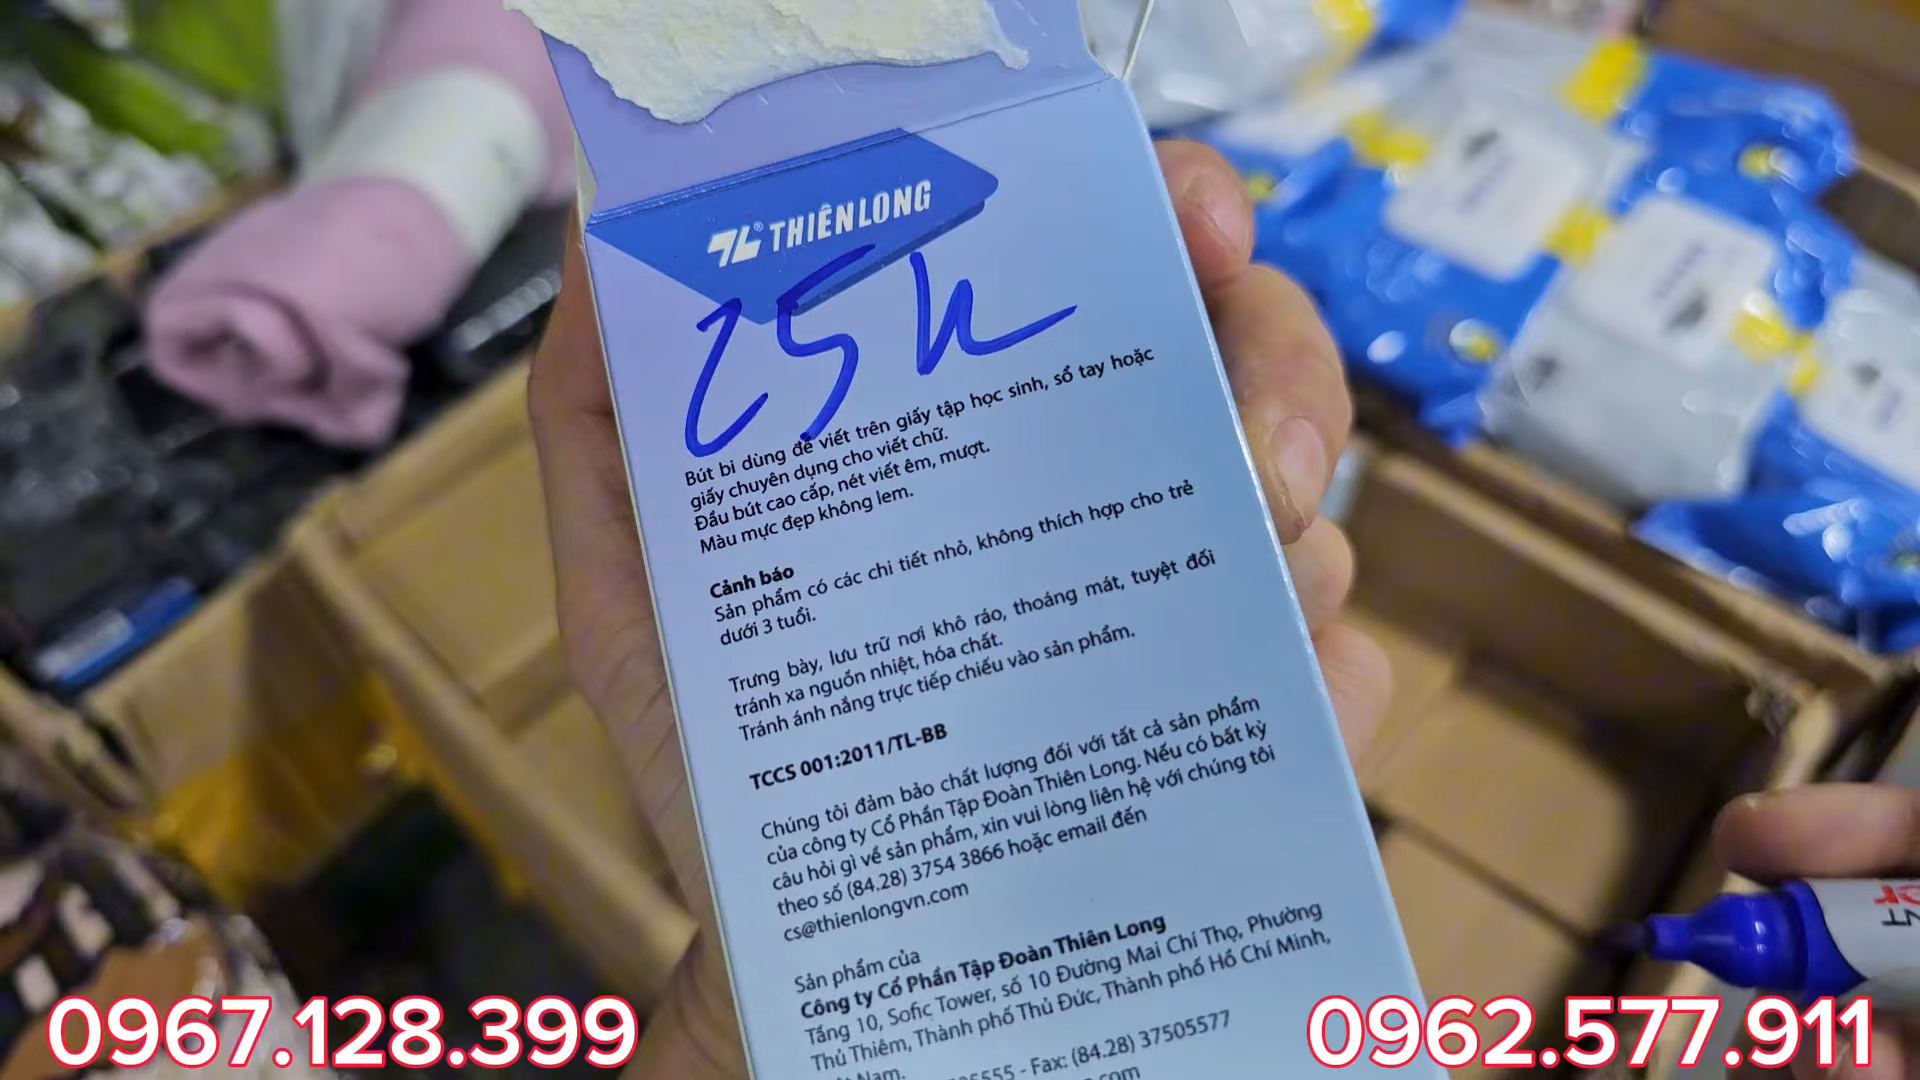 THIÊN LONG
25k
Bút bi dùng để viết trên giấy tập học sinh, sổ tay hoặc
giấy chuyên dụng cho viết chữ.
Đầu bút cao cấp, nét viết êm, mượt.
Màu mực đẹp không lem.
Cảnh báo
Sản phẩm có các chi tiết nhỏ, không thích hợp cho trẻ
dưới 3 tuổi.
Trưng bày, lưu trữ nơi khô ráo, thoáng mát, tuyệt đối
tránh xa nguồn nhiệt, hóa chất.
Tránh ánh nắng trực tiếp chiếu vào sản phẩm.
TCCS 001:2011/TL-BB
Chúng tôi đảm bảo chất lượng đối với tất cả sản phẩm
của công ty Cổ Phần Tập Đoàn Thiên Long. Nếu có bất kỳ
câu hỏi gì về sản phẩm, xin vui lòng liên hệ với chúng tôi
theo số (84.28) 3754 3866 hoặc email đến
cs@thienlongvn.com
Sản phẩm của
Công ty Cổ Phần Tập Đoàn Thiên Long
Tầng 10, Sofic Tower, số 10 Đường Mai Chí Thọ, Phường
Thủ Thiêm, Thành phố Thủ Đức, Thành phố Hồ Chí Minh,
Nam.
5555 - Fax: (84.28) 37505577
.com
0967.128.399
0962.577.911